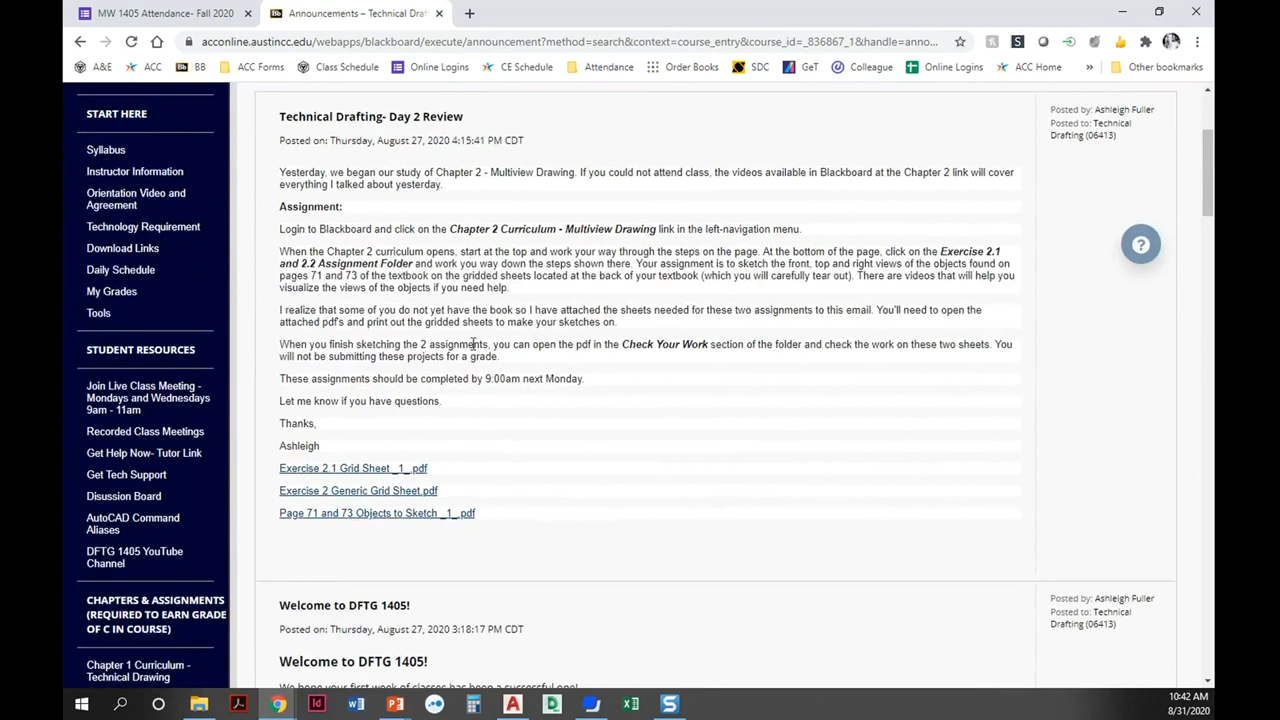 MW 1405 Attendance- Fall 2020
Announcements – Technical Draf
acconline.austincc.edu/webapps/blackboard/execute/announcement?method=search&context=course_entry&course_id=_836867_1&handle=anno...
A&E ACC BB ACC Forms Class Schedule Online Logins CE Schedule Attendance Order Books SDC GeT Colleague Online Logins ACC Home » Other bookmarks
START HERE
Syllabus
Instructor Information
Orientation Video and
Agreement
Technology Requirement
Download Links
Daily Schedule
My Grades
Tools
STUDENT RESOURCES
Join Live Class Meeting -
Mondays and Wednesdays
9am - 11am
Recorded Class Meetings
Get Help Now- Tutor Link
Get Tech Support
Disussion Board
AutoCAD Command
Aliases
DFTG 1405 YouTube
Channel
CHAPTERS & ASSIGNMENTS
(REQUIRED TO EARN GRADE
OF C IN COURSE)
Chapter 1 Curriculum -
Technical Drawing
Technical Drafting- Day 2 Review
Posted on: Thursday, August 27, 2020 4:15:41 PM CDT
Yesterday, we began our study of Chapter 2 - Multiview Drawing. If you could not attend class, the videos available in Blackboard at the Chapter 2 link will cover
everything I talked about yesterday.
Assignment:
Login to Blackboard and click on the Chapter 2 Curriculum - Multiview Drawing link in the left-navigation menu.
When the Chapter 2 curriculum opens, start at the top and work your way through the steps on the page. At the bottom of the page, click on the Exercise 2.1
and 2.2 Assignment Folder and work you way down the steps shown there. Your assignment is to sketch the front, top and right views of the objects found on
pages 71 and 73 of the textbook on the gridded sheets located at the back of your textbook (which you will carefully tear out). There are videos that will help you
visualize the views of the objects if you need help.
I realize that some of you do not yet have the book so I have attached the sheets needed for these two assignments to this email. You'll need to open the
attached pdf's and print out the gridded sheets to make your sketches on.
When you finish sketching the 2 assignments, you can open the pdf in the Check Your Work section of the folder and check the work on these two sheets. You
will not be submitting these projects for a grade.
These assignments should be completed by 9:00am next Monday.
Let me know if you have questions.
Thanks,
Ashleigh
Exercise 2.1 Grid Sheet _1_.pdf
Exercise 2 Generic Grid Sheet.pdf
Page 71 and 73 Objects to Sketch _1_.pdf
Posted by: Ashleigh Fuller
Posted to: Technical
Drafting (06413)
Welcome to DFTG 1405!
Posted on: Thursday, August 27, 2020 3:18:17 PM CDT
Welcome to DFTG 1405!
We hope your first week of classes has been a successful one!
Posted by: Ashleigh Fuller
Posted to: Technical
Drafting (06413)
10:42 AM
8/31/2020